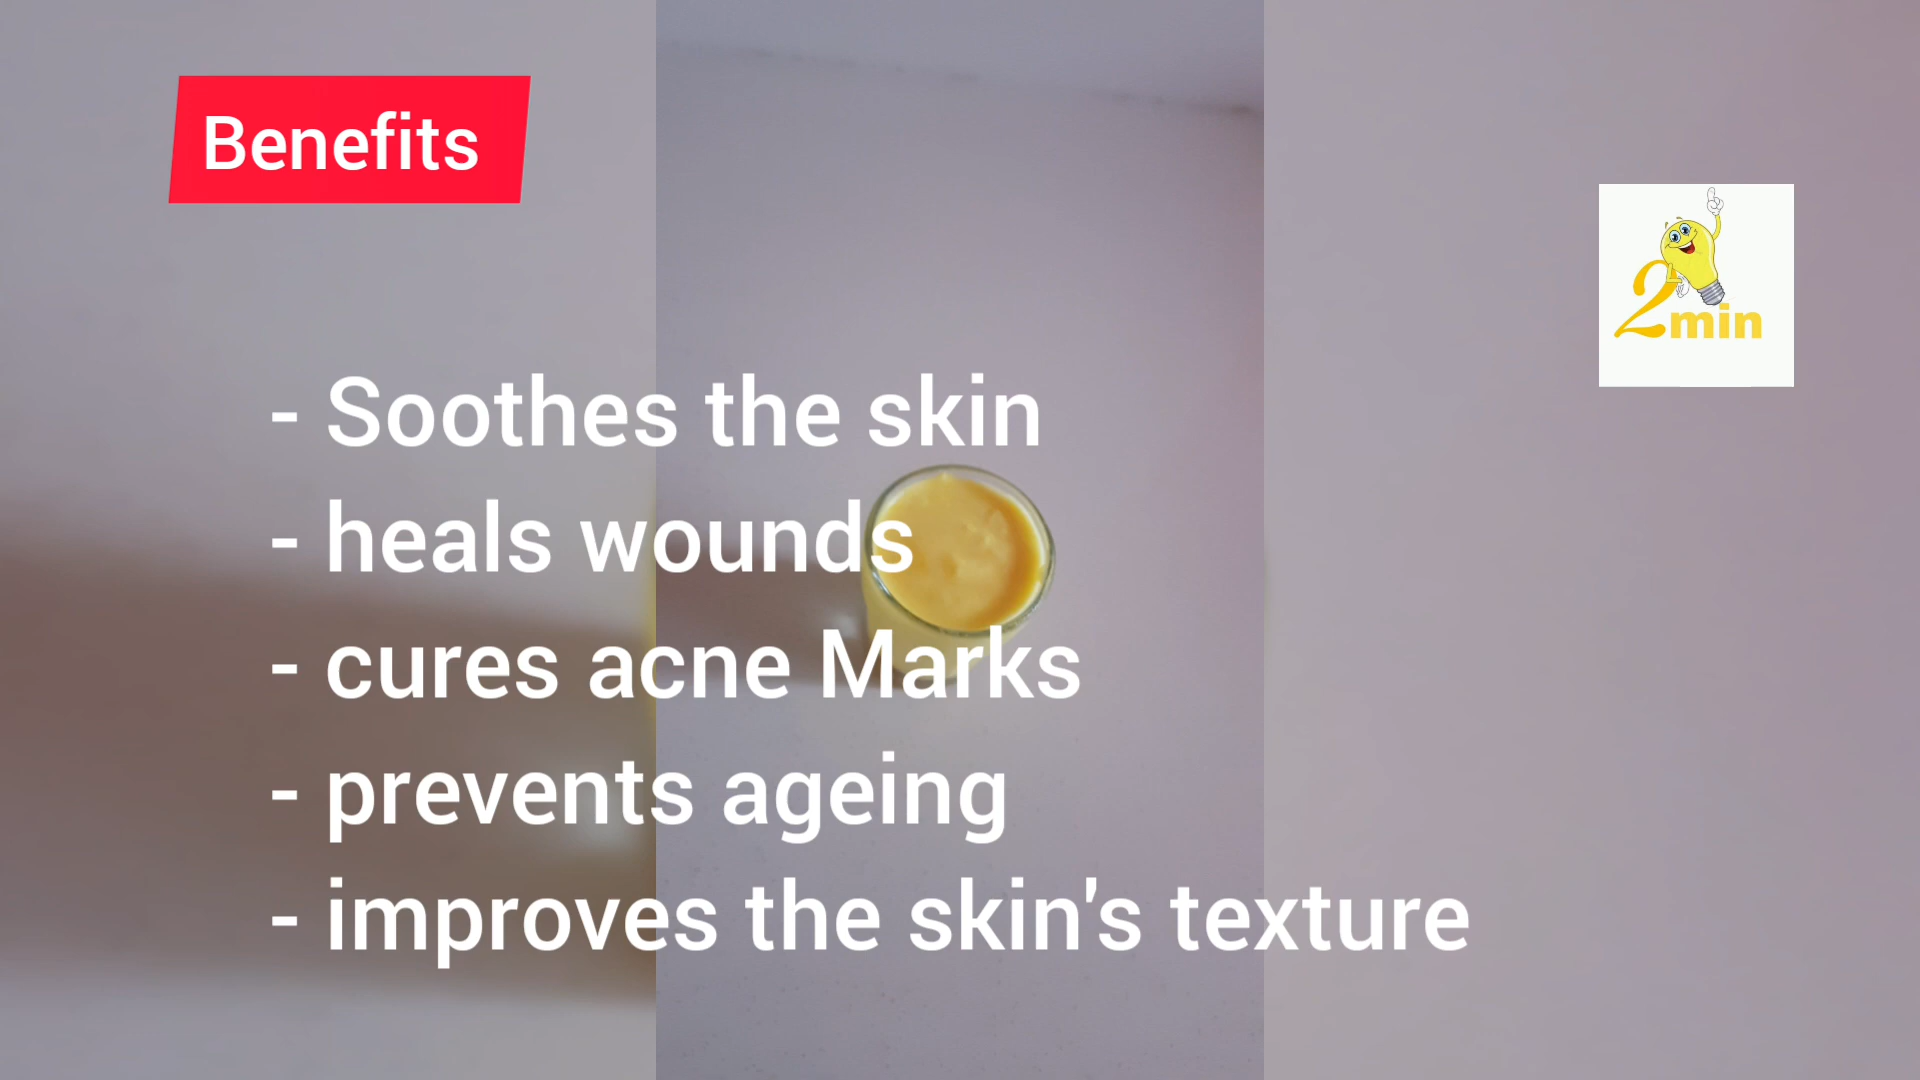 Benefits
2min
- Soothes the skin
- heals wounds
- cures acne Marks
- prevents ageing
- improves the skin's texture